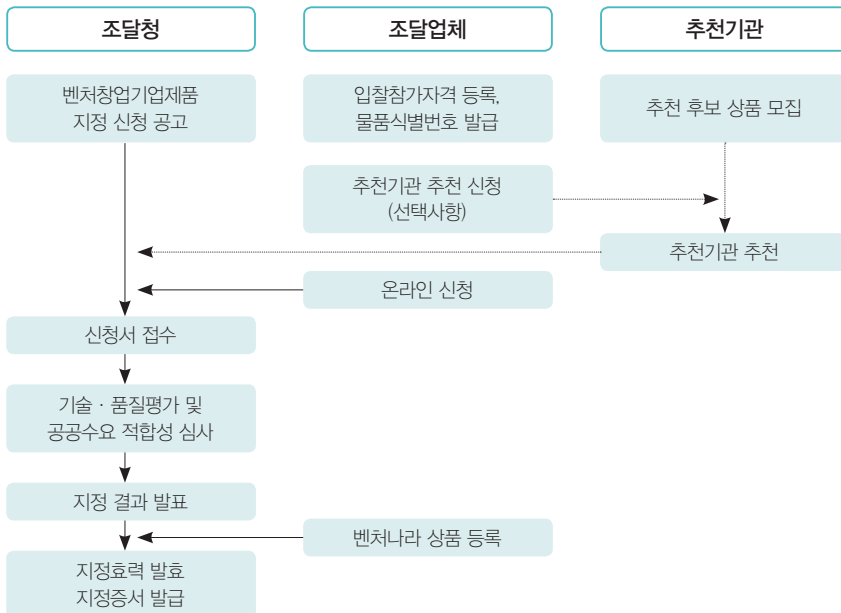 조달청
조달업체
추천기관
벤처창업기업제품
지정 신청 공고
입찰참가자격 등록,
물품식별번호 발급
추천 후보 상품 모집
추천기관 추천 신청
(선택사항)
추천기관 추천
온라인 신청
신청서 접수
기술 · 품질평가 및
공공수요 적합성 심사
지정 결과 발표
벤처나라 상품 등록
지정효력 발효
지정증서 발급